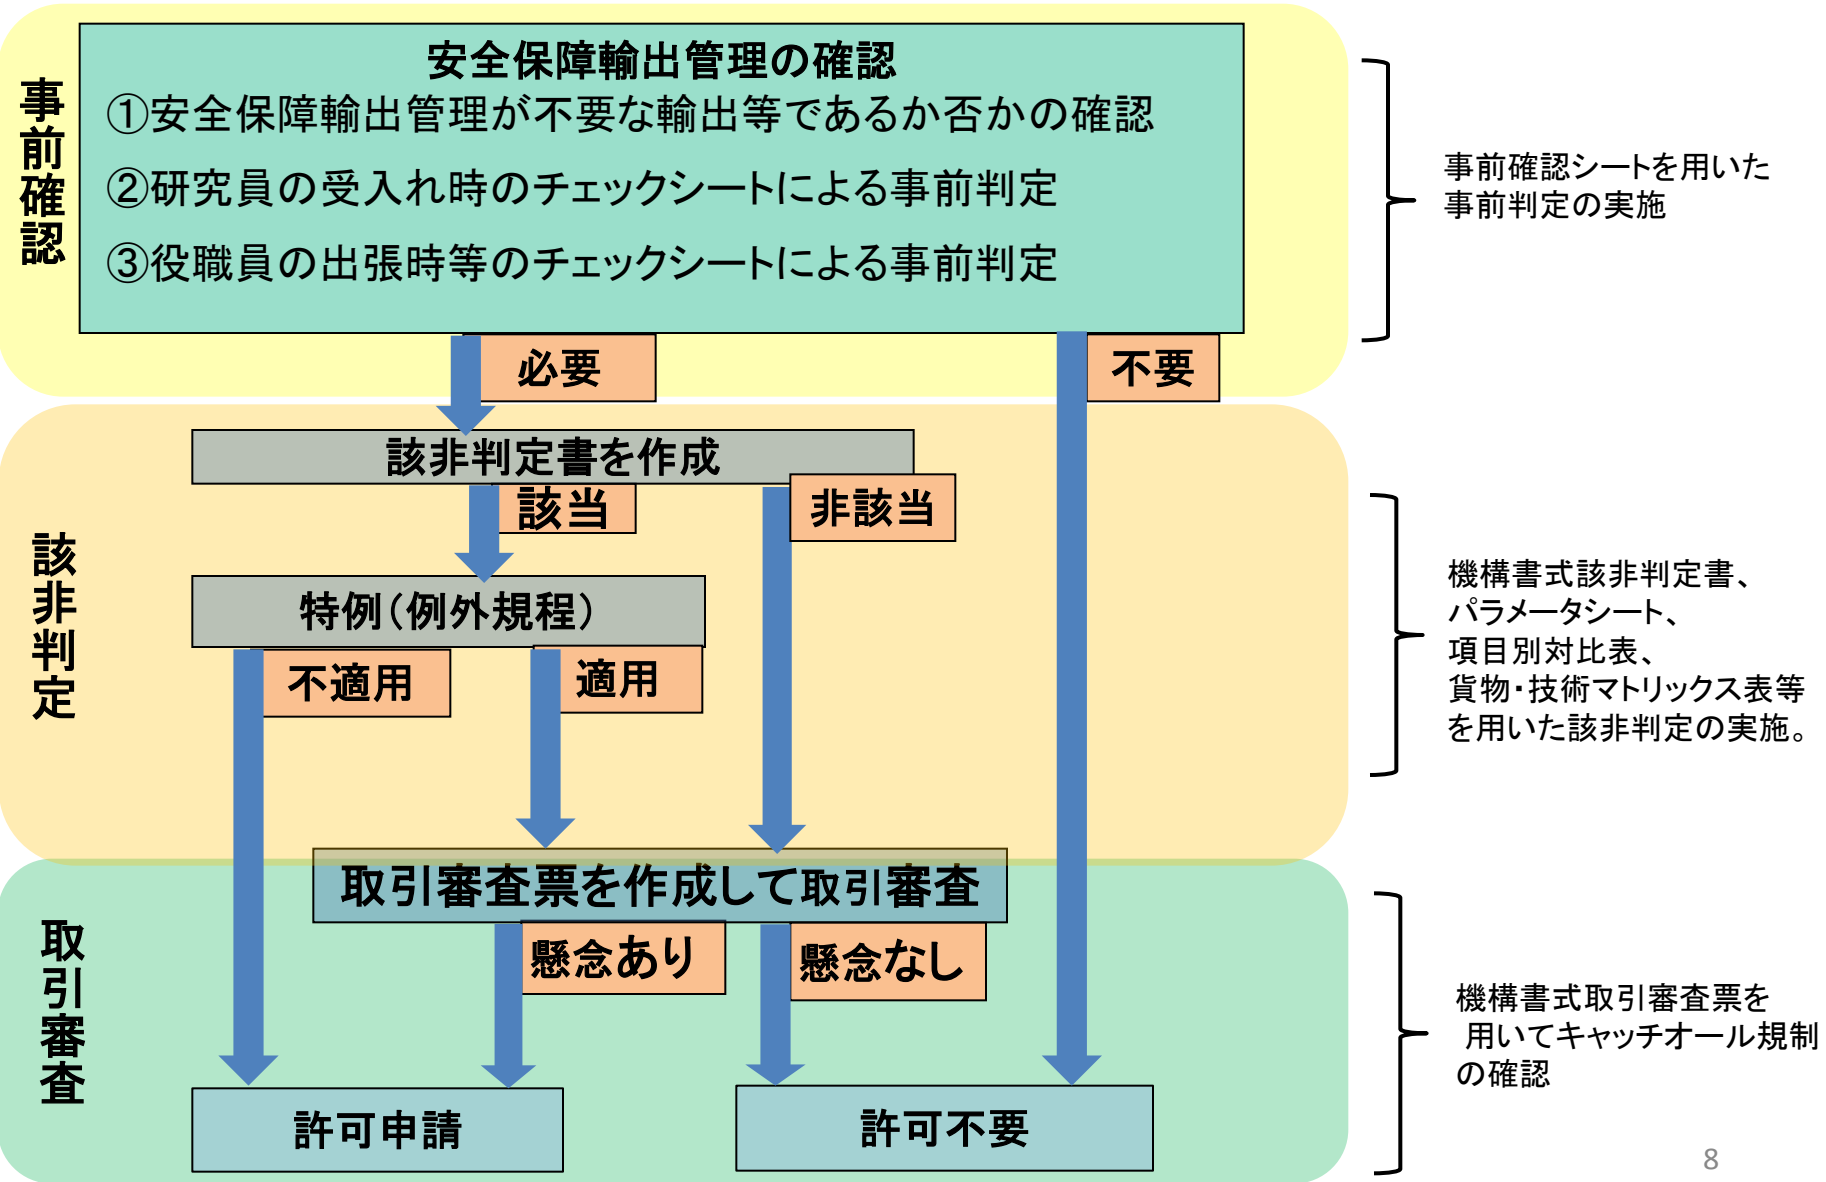 事前確認
安全保障輸出管理の確認
①安全保障輸出管理が不要な輸出等であるか否かの確認
②研究員の受入れ時のチェックシートによる事前判定
③役職員の出張時等のチェックシートによる事前判定
事前確認シートを用いた
事前判定の実施
必要
不要
該非判定
該非判定書を作成
該当
非該当
特例(例外規程)
不適用
適用
機構書式該非判定書、
パラメータシート、
項目別対比表、
貨物・技術マトリックス表等
を用いた該非判定の実施。
取引審査
取引審査票を作成して取引審査
懸念あり
懸念なし
許可申請
許可不要
機構書式取引審査票を
用いてキャッチオール規制
の確認
8